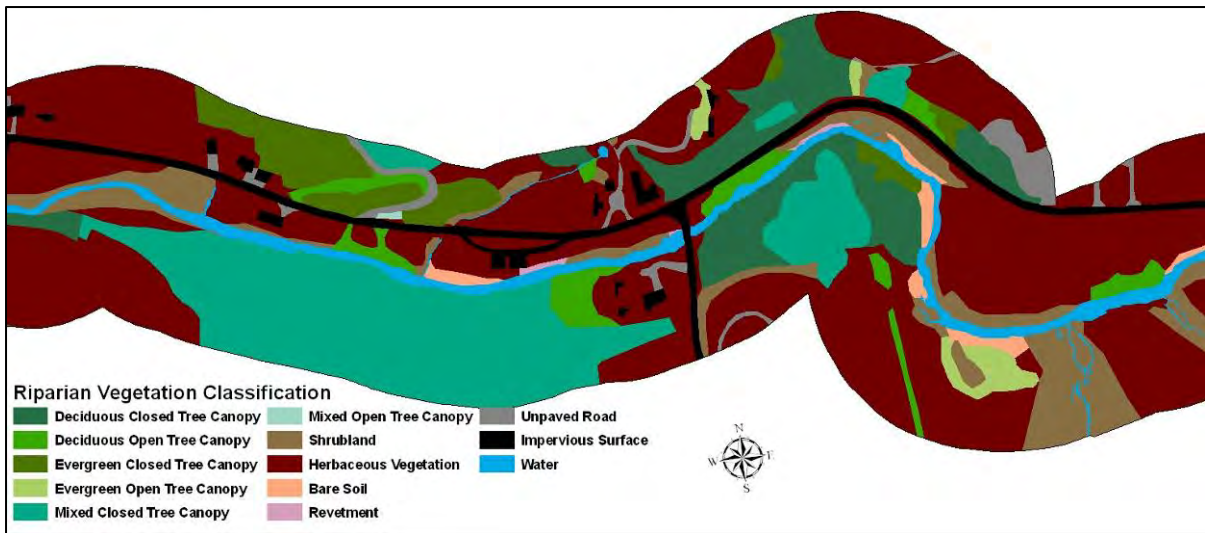 Riparian Vegetation Classification
Deciduous Closed Tree Canopy
Deciduous Open Tree Canopy
Evergreen Closed Tree Canopy
Evergreen Open Tree Canopy
Mixed Closed Tree Canopy
Mixed Open Tree Canopy
Shrubland
Herbaceous Vegetation
Bare Soil
Revetment
Unpaved Road
Impervious Surface
Water
N
W E
S